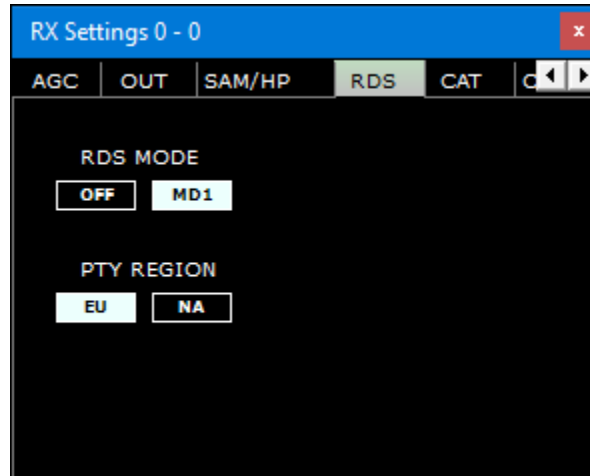 RX Settings 0 - 0 x
AGC OUT SAM/HP RDS CAT
RDS MODE
OFF MD1
PTY REGION
EU NA